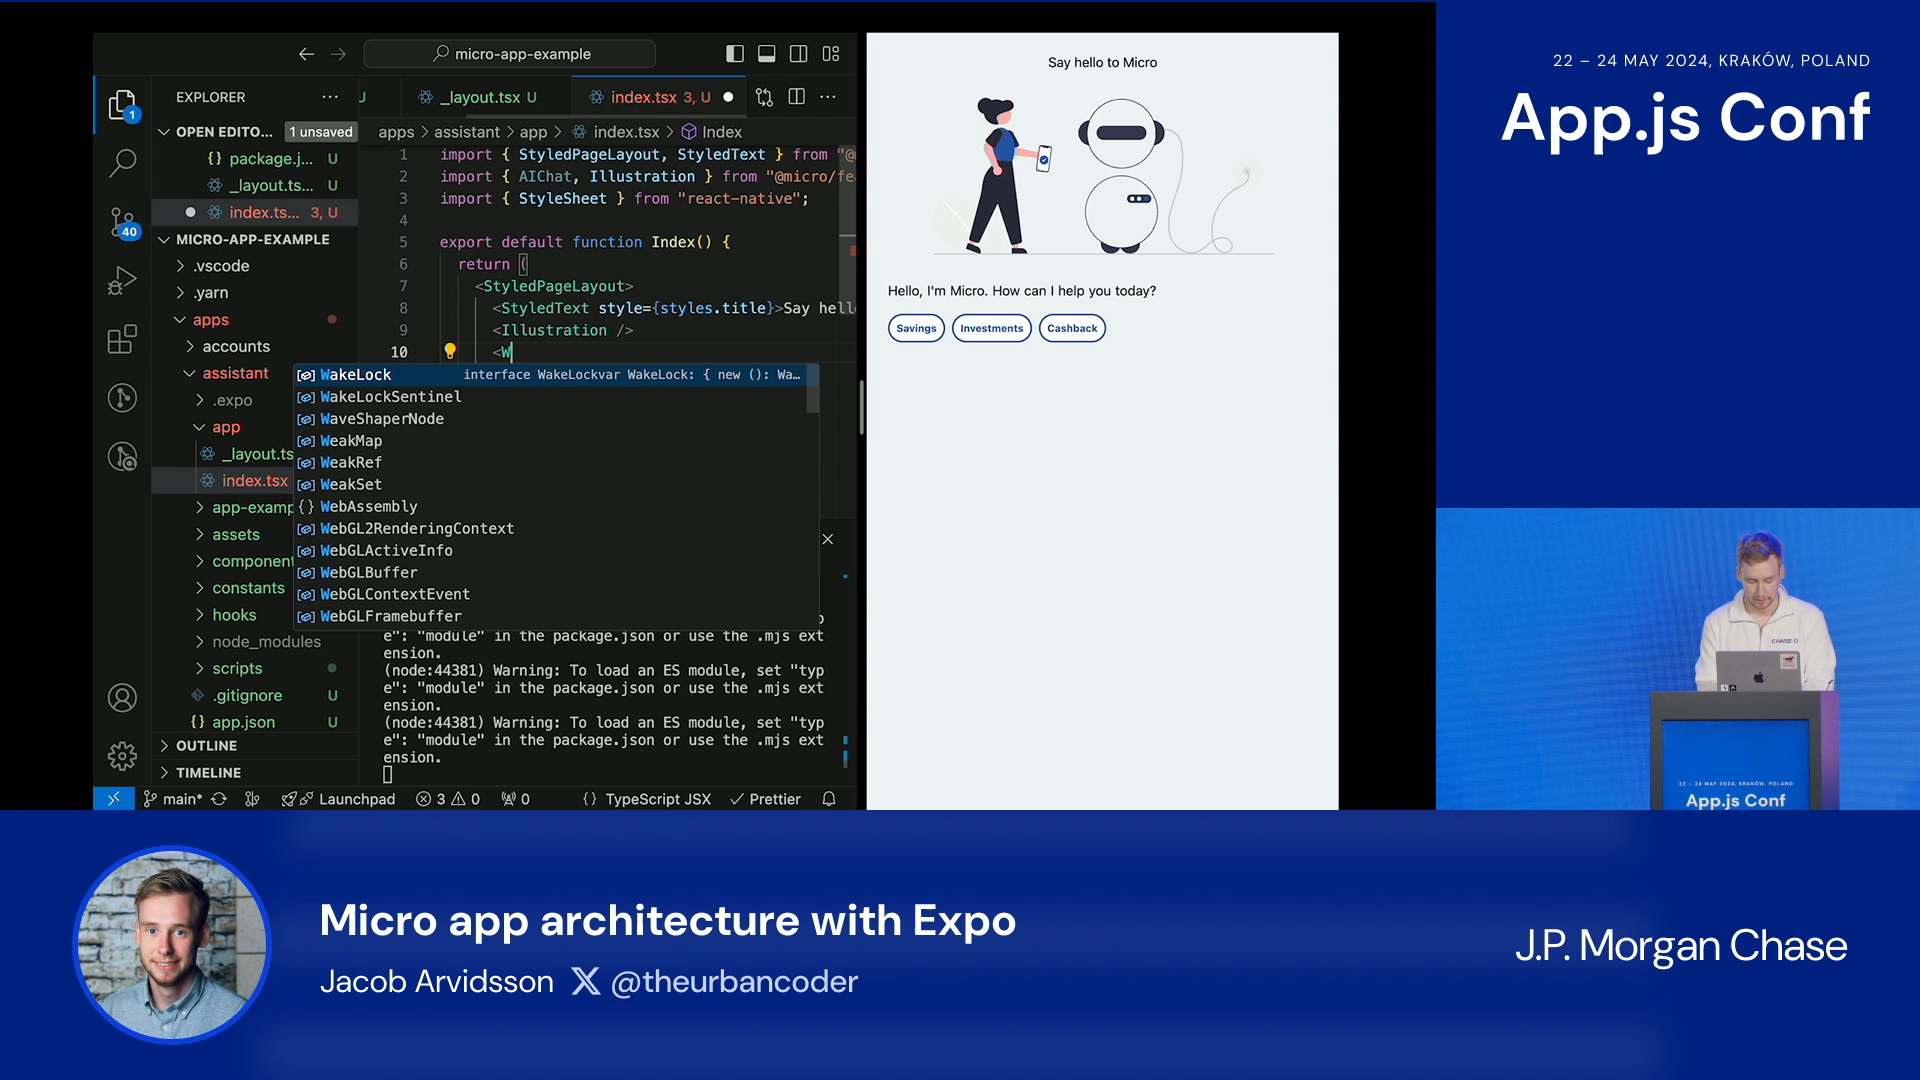 22 – 24 MAY 2024, KRAKÓW, POLAND
App.js Conf
micro-app-example
EXPLORER
OPEN EDITO... 1 unsaved
package.j... U
_layout.ts... U
index.ts... 3, U
MICRO-APP-EXAMPLE
.vscode
.yarn
apps
accounts
assistant
.expo
app
_layout.ts
index.tsx
app-examp
assets
component
constants
hooks
node_modules
scripts
.gitignore U
app.json U
OUTLINE
TIMELINE
1
40
_layout.tsx U
index.tsx 3, U
apps > assistant > app > index.tsx > Index
1 import { StyledPageLayout, StyledText } from "@
2 import { AIChat, Illustration } from "@micro/fea
3 import { StyleSheet } from "react-native";
4
5 export default function Index() {
6 return (
7 <StyledPageLayout>
8 <StyledText style={styles.title}>Say hell
9 <Illustration />
10 <W
WakeLock interface WakeLockvar WakeLock: { new (): Wa...
WakeLockSentinel
WaveShaperNode
WeakMap
WeakRef
WeakSet
WebAssembly
WebGL2RenderingContext
WebGLActiveInfo
WebGLBuffer
WebGLContextEvent
WebGLFramebuffer
e": "module" in the package.json or use the .mjs ext
ension.
(node:44381) Warning: To load an ES module, set "typ
e": "module" in the package.json or use the .mjs ext
ension.
(node:44381) Warning: To load an ES module, set "typ
e": "module" in the package.json or use the .mjs ext
ension.
main* Launchpad 3 0 0 {} TypeScript JSX Prettier
Say hello to Micro
Hello, I'm Micro. How can I help you today?
Savings Investments Cashback
CHASE
22 – 24 MAY 2024, KRAKÓW, POLAND
App.js Conf
Micro app architecture with Expo
Jacob Arvidsson X @theurbancoder
J.P. Morgan Chase